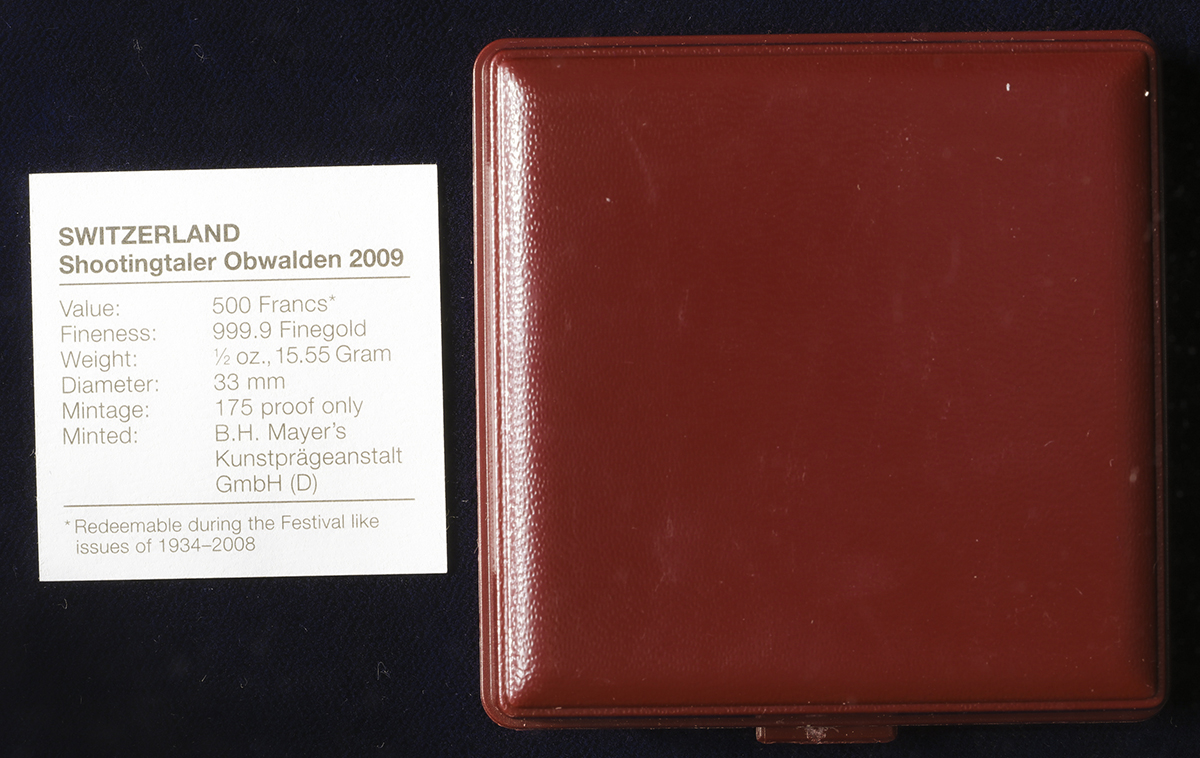 SWITZERLAND
Shootingtaler Obwalden 2009
Value: 500 Francs*
Fineness: 999.9 Finegold
Weight: ½ oz., 15.55 Gram
Diameter: 33 mm
Mintage: 175 proof only
Minted: B.H. Mayer's
Kunstprägeanstalt
GmbH (D)
* Redeemable during the Festival like
issues of 1934–2008